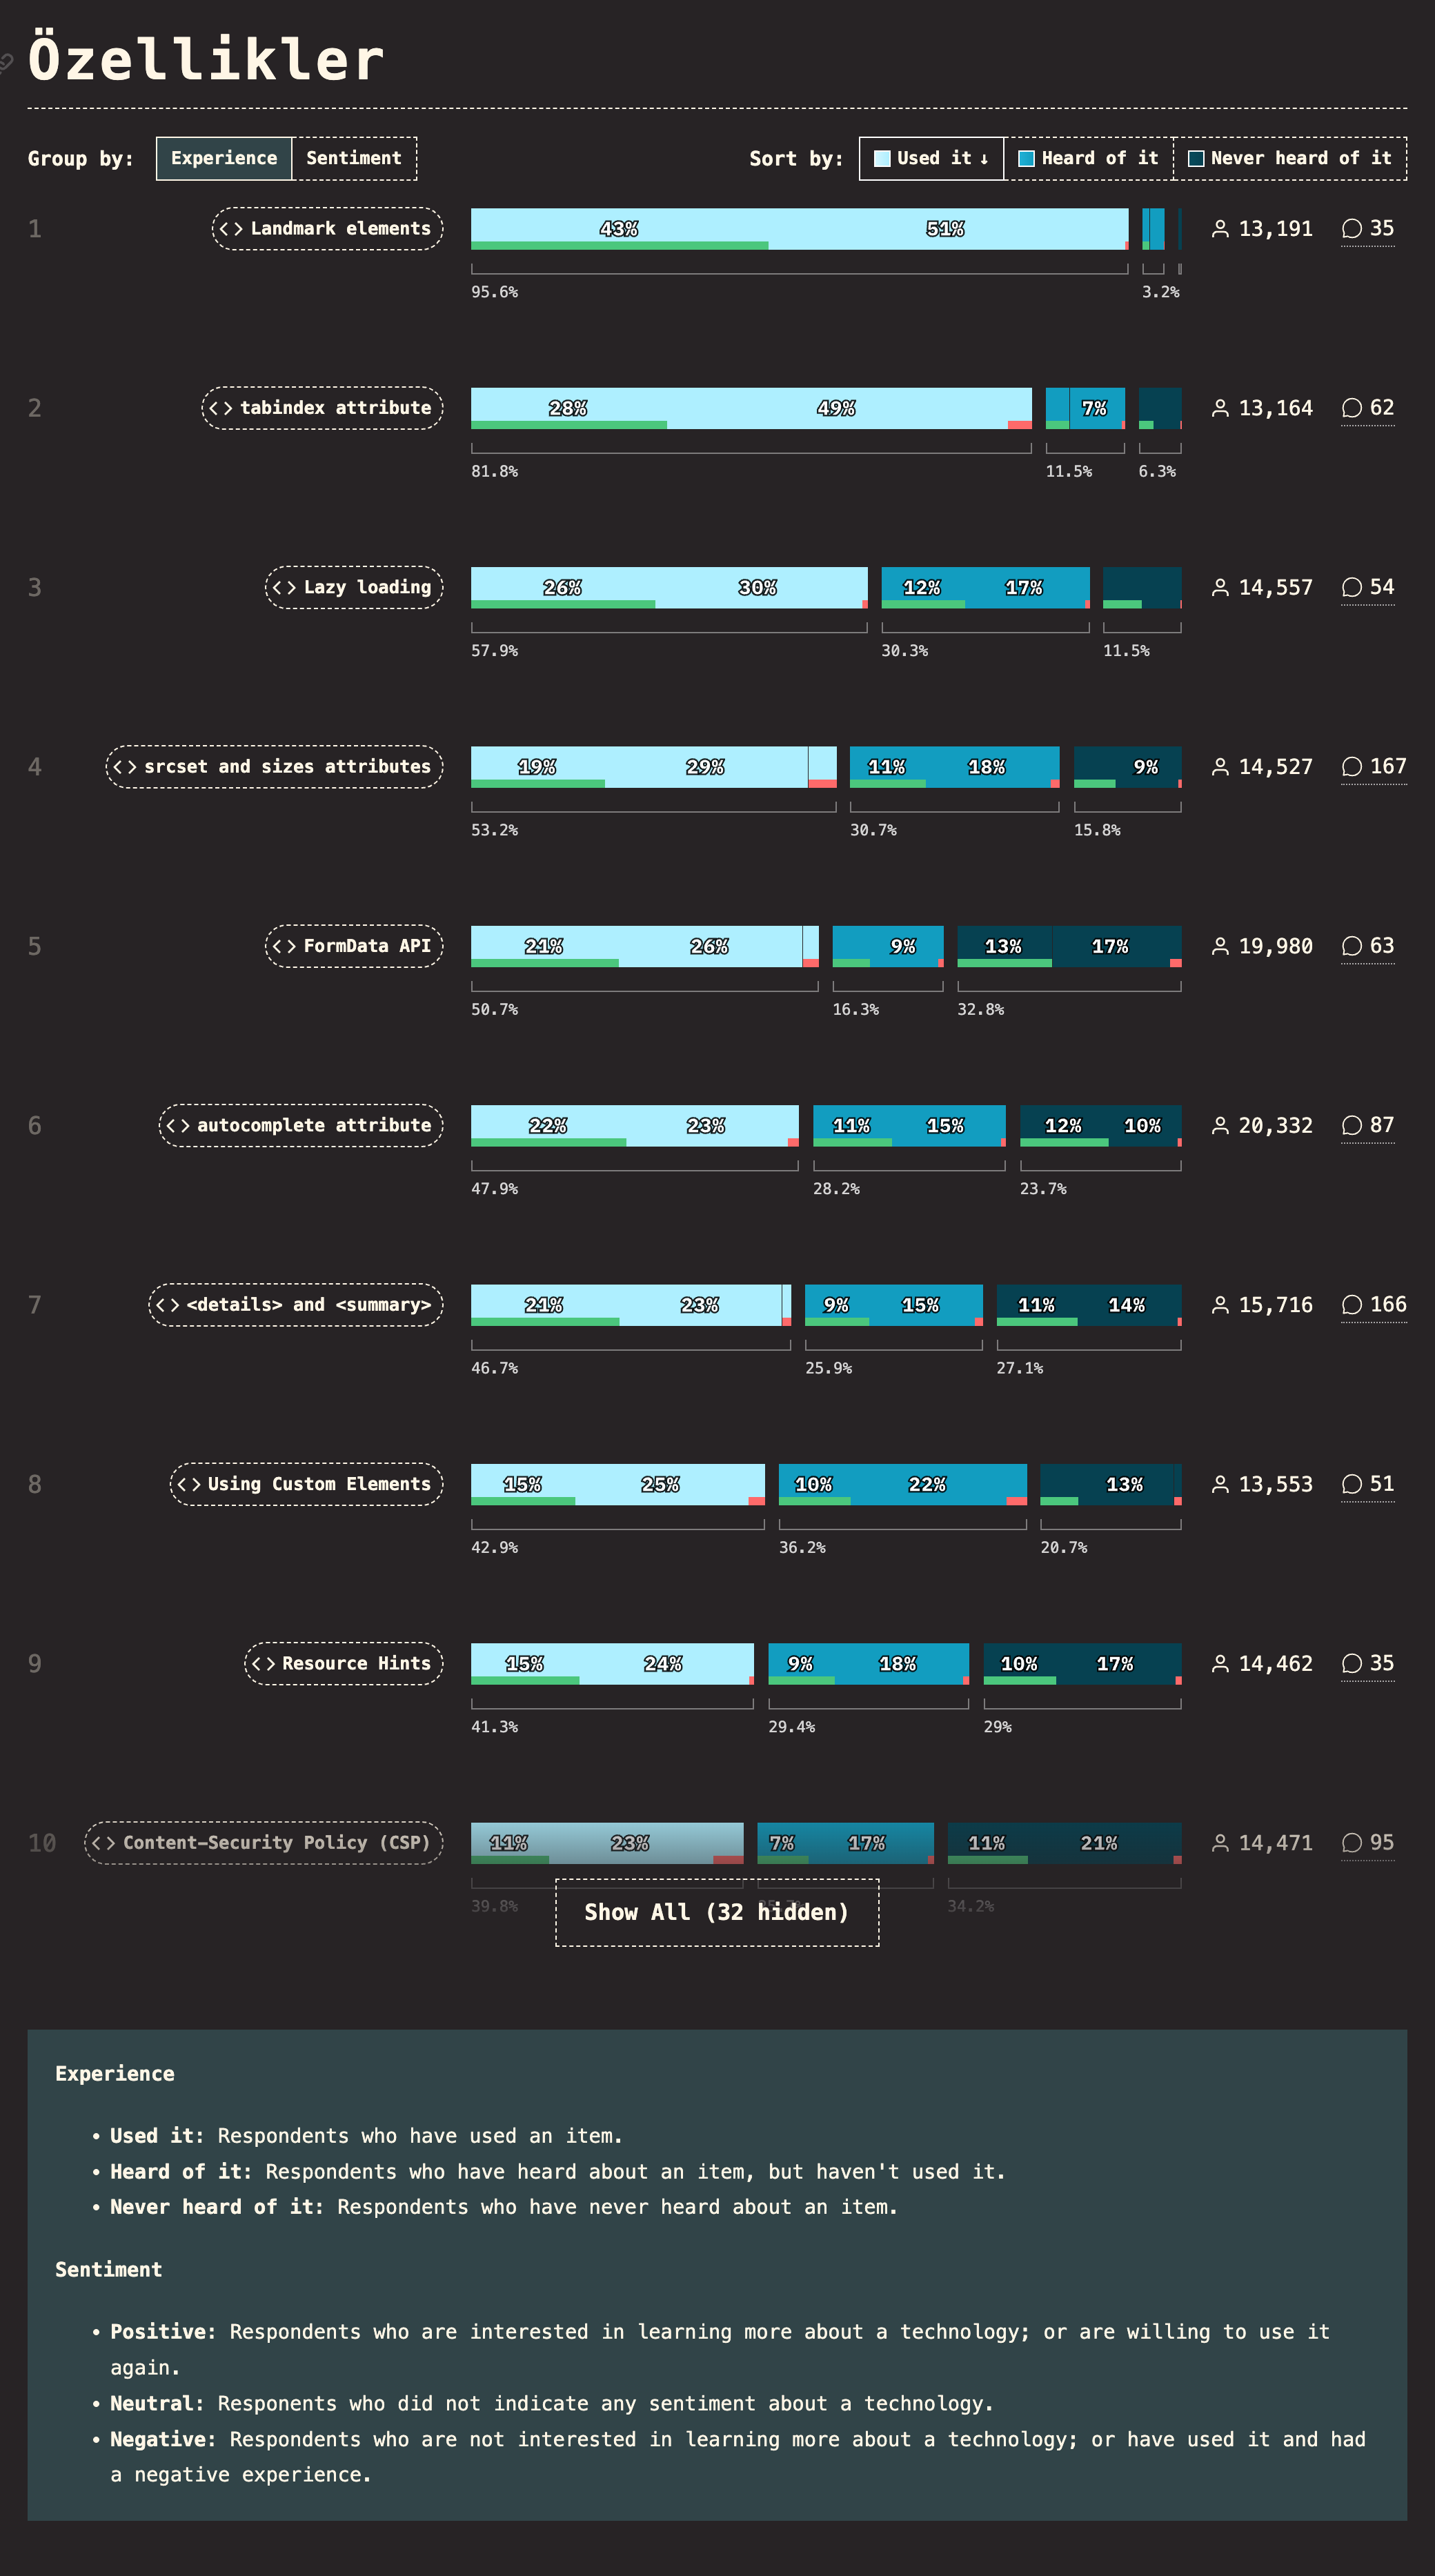 Özellikler
Group by: Experience Sentiment Sort by: Used it ↓ Heard of it Never heard of it
1 <> Landmark elements 43% 51% 13,191 35
95.6% 3.2%
2 <> tabindex attribute 28% 49% 7% 13,164 62
81.8% 11.5% 6.3%
3 <> Lazy loading 26% 30% 12% 17% 14,557 54
57.9% 30.3% 11.5%
4 <> srcset and sizes attributes 19% 29% 11% 18% 9% 14,527 167
53.2% 30.7% 15.8%
5 <> FormData API 21% 26% 9% 13% 17% 19,980 63
50.7% 16.3% 32.8%
6 <> autocomplete attribute 22% 23% 11% 15% 12% 10% 20,332 87
47.9% 28.2% 23.7%
7 <> <details> and <summary> 21% 23% 9% 15% 11% 14% 15,716 166
46.7% 25.9% 27.1%
8 <> Using Custom Elements 15% 25% 10% 22% 13% 13,553 51
42.9% 36.2% 20.7%
9 <> Resource Hints 15% 24% 9% 18% 10% 17% 14,462 35
41.3% 29.4% 29%
10 <> Content-Security Policy (CSP) 11% 23% 7% 17% 11% 21% 14,471 95
39.8% 34.2%
Show All (32 hidden)
Experience
• Used it: Respondents who have used an item.
• Heard of it: Respondents who have heard about an item, but haven't used it.
• Never heard of it: Respondents who have never heard about an item.
Sentiment
• Positive: Respondents who are interested in learning more about a technology; or are willing to use it
again.
• Neutral: Responents who did not indicate any sentiment about a technology.
• Negative: Respondents who are not interested in learning more about a technology; or have used it and had
a negative experience.